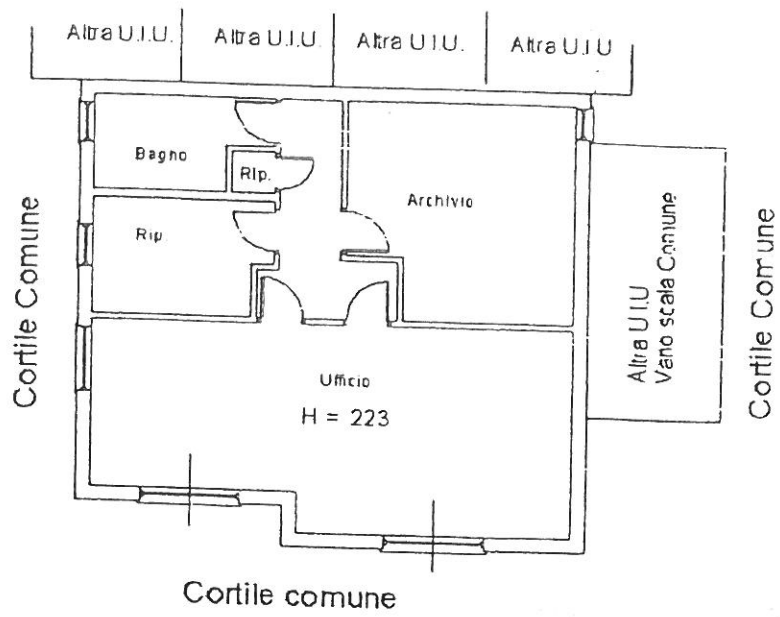 Altra U.I.U.
Altra U.I.U.
Altra U.I.U.
Altra U.I.U
Bagno
Rip.
Archivio
Rip
Cortile Comune
Altra U.I.U
Vano scala Comune
Cortile Comune
Ufficio
H = 223
Cortile comune